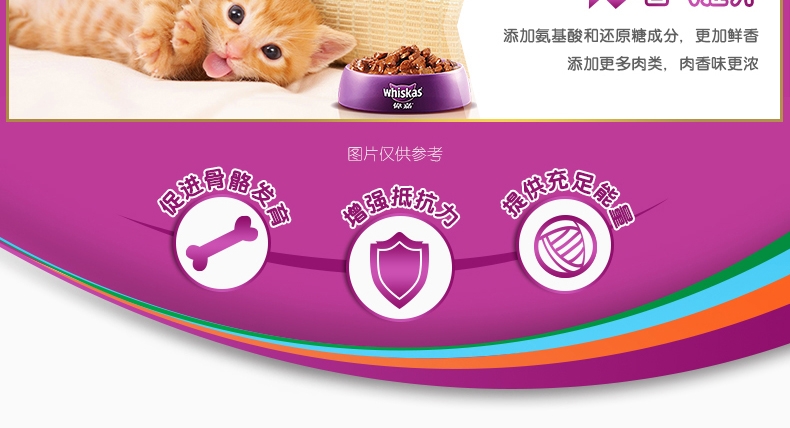 添加氨基酸和还原糖成分，更加鲜香
添加更多肉类，肉香味更浓
whiskas
伟嘉
图片仅供参考
促进骨骼发育
增强抵抗力
提供充足能量